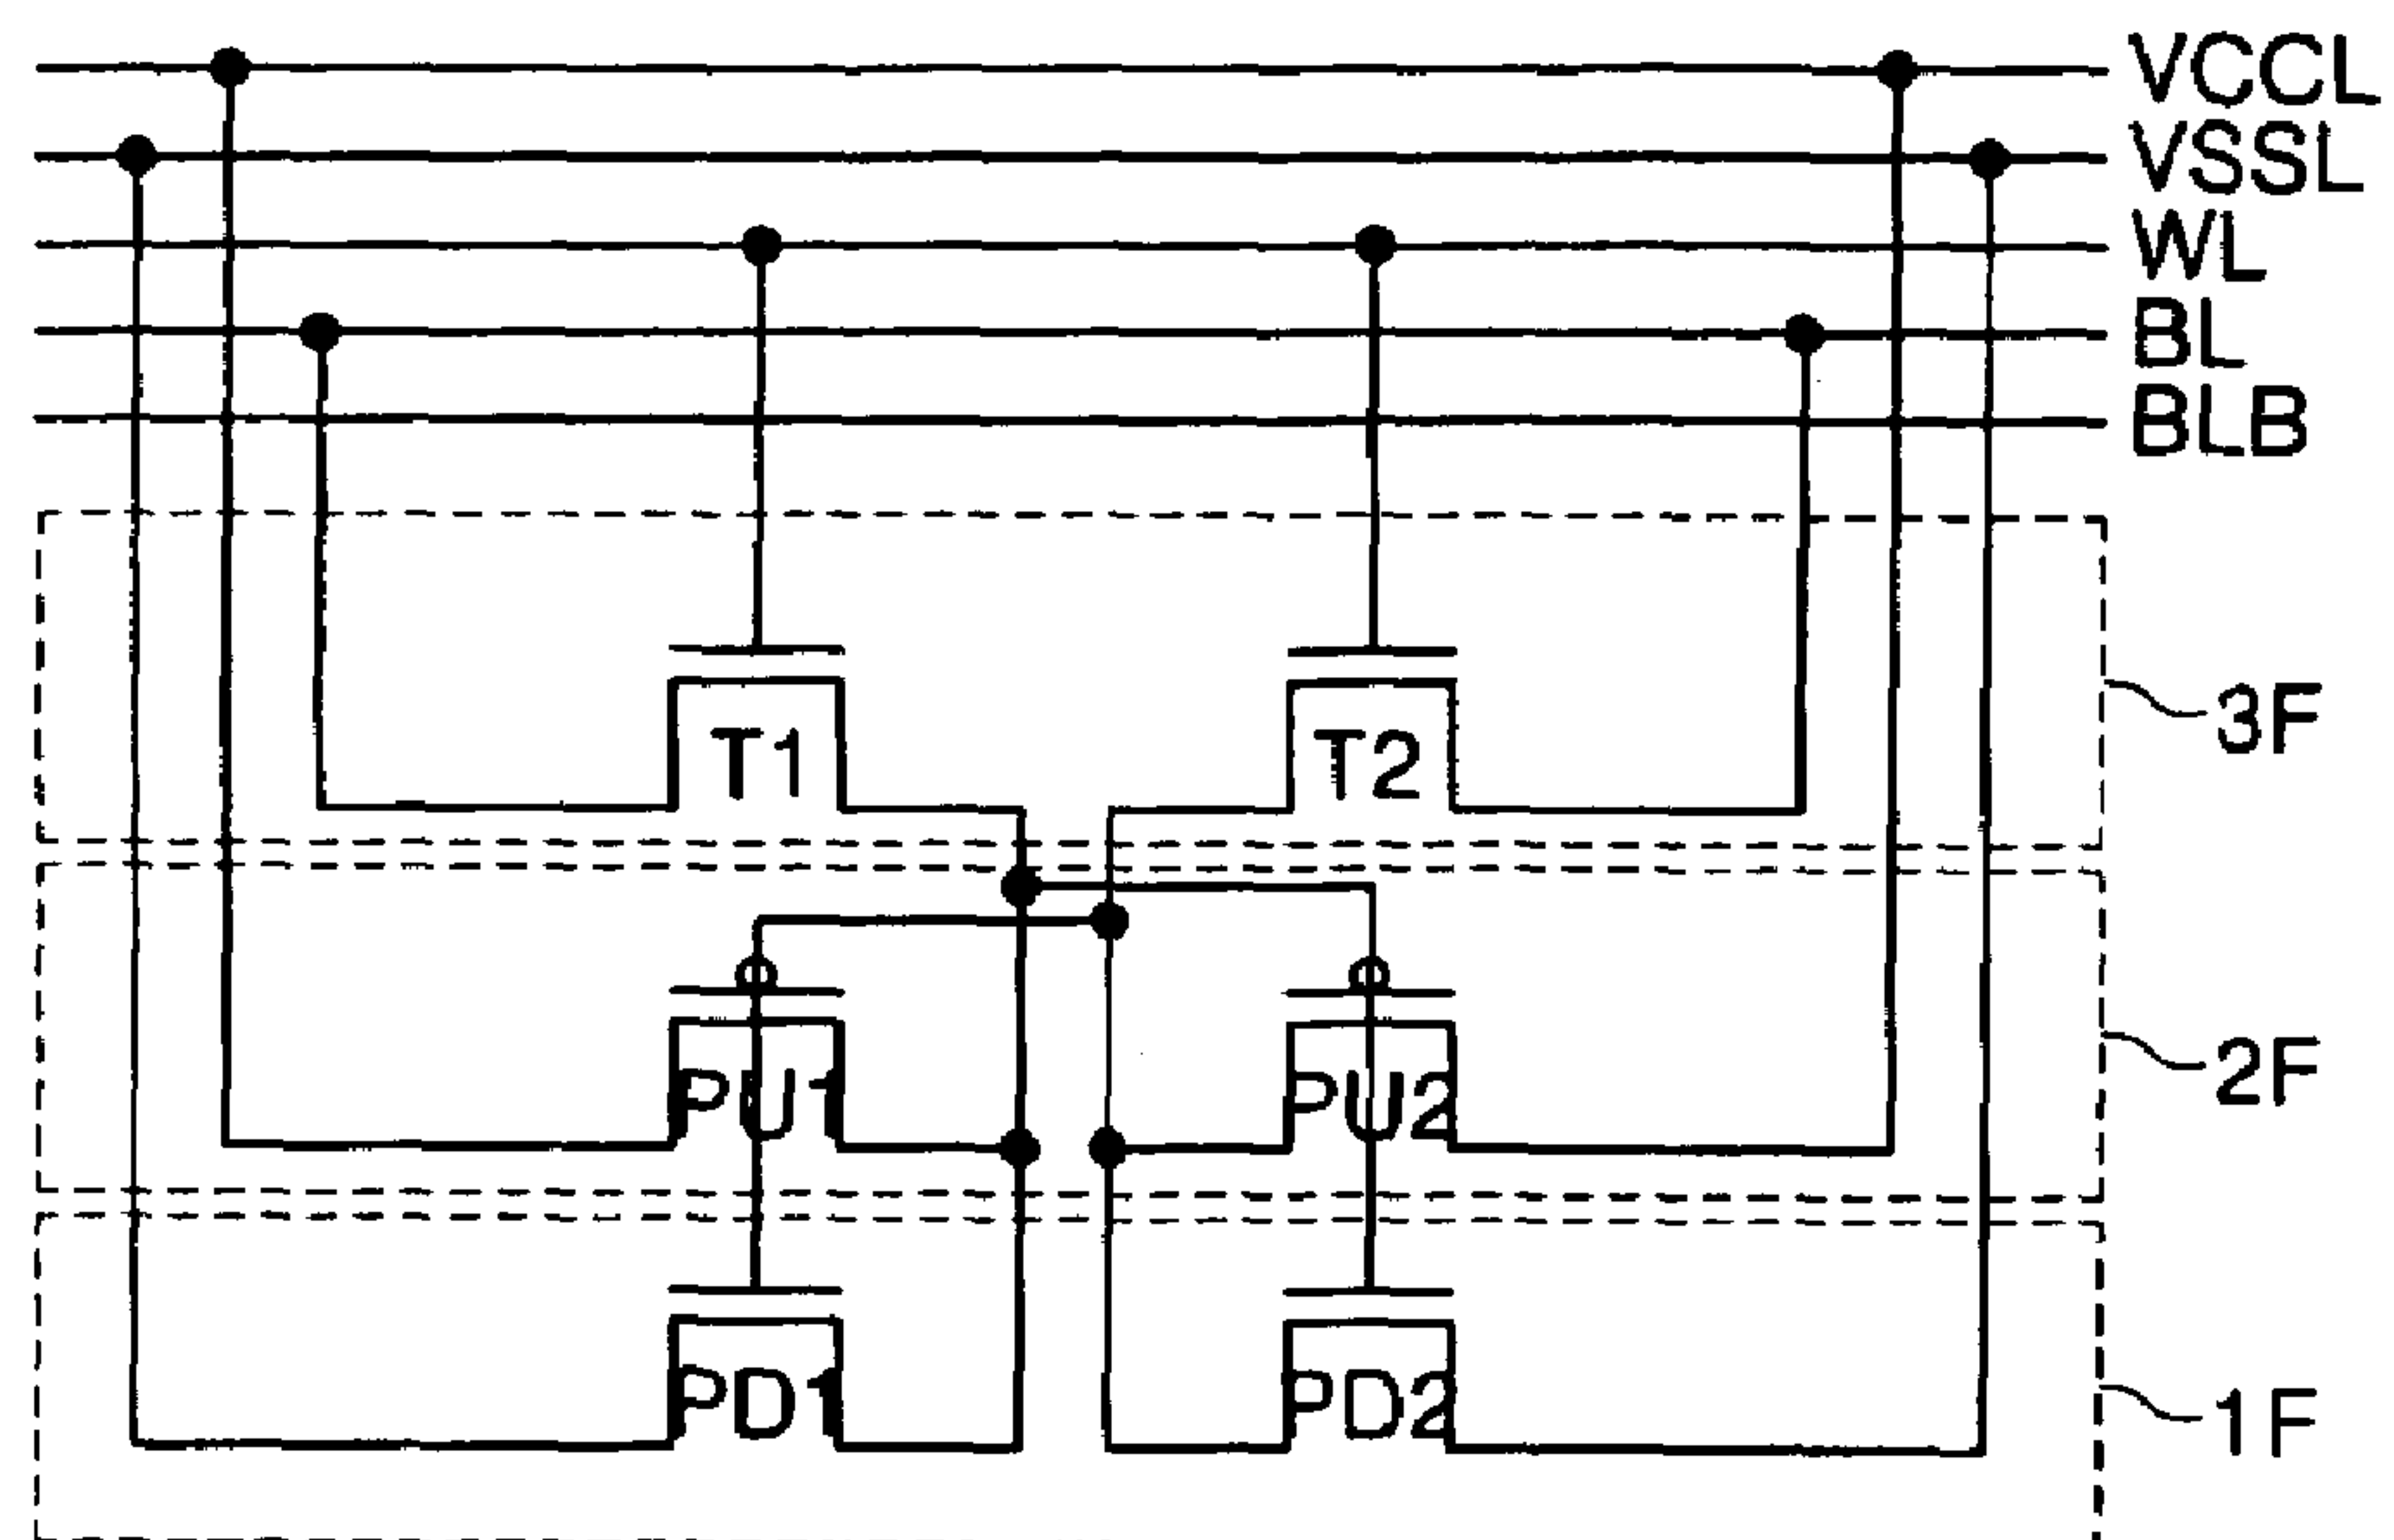 VCCL
VSSL
WL
BL
BLB
3F
T1 T2
2F
PU1 PU2
1F
PD1 PD2